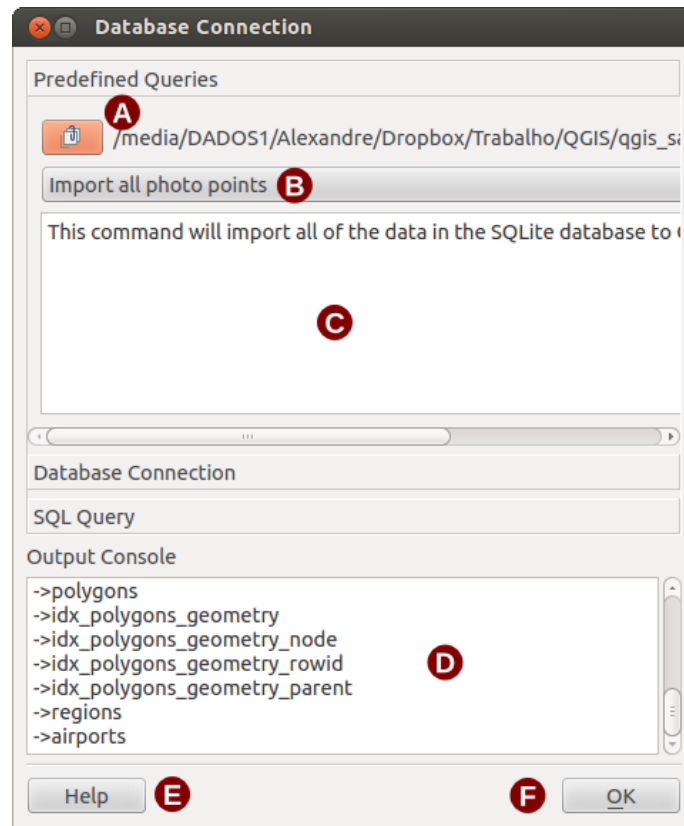 Database Connection
Predefined Queries
A
/media/DADOS1/Alexandre/Dropbox/Trabalho/QGIS/qgis_sa
Import all photo points B
This command will import all of the data in the SQLite database to
C
Database Connection
SQL Query
Output Console
->polygons
->idx_polygons_geometry
->idx_polygons_geometry_node
->idx_polygons_geometry_rowid
->idx_polygons_geometry_parent
->regions
->airports
D
Help E F OK